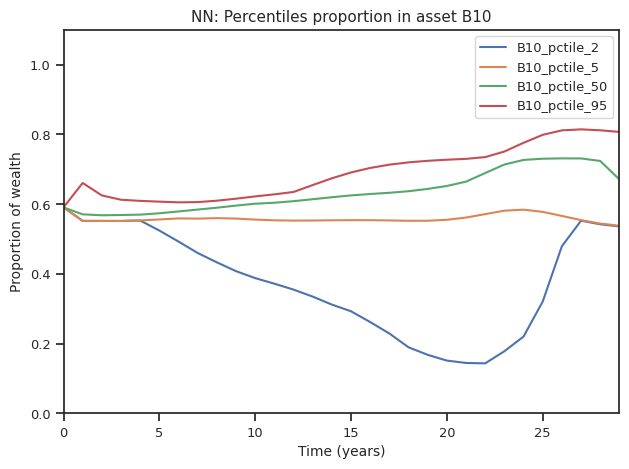 NN: Percentiles proportion in asset B10
B10_pctile_2
B10_pctile_5
B10_pctile_50
B10_pctile_95
1.0
0.8
0.6
0.4
0.2
0.0
Proportion of wealth
0 5 10 15 20 25
Time (years)